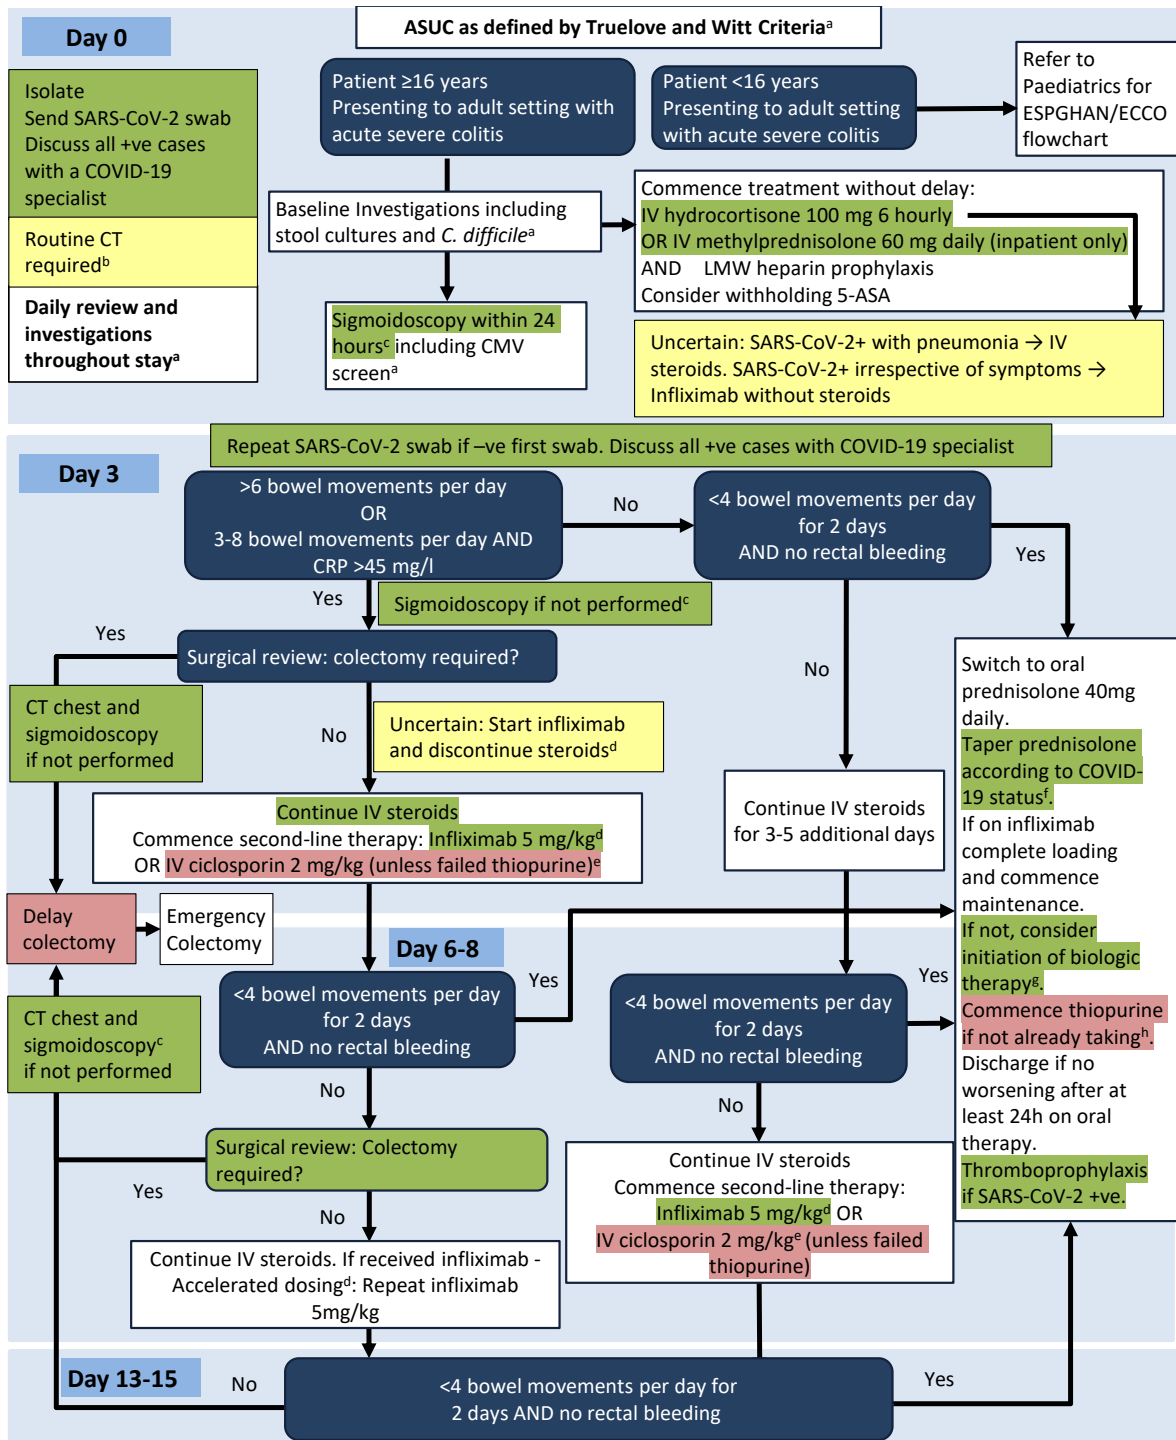 Day 0
ASUC as defined by Truelove and Witt Criteriaᵃ
Isolate
Send SARS-CoV-2 swab
Discuss all +ve cases
with a COVID-19
specialist
Routine CT
requiredᵇ
Daily review and
investigations
throughout stayᵃ
Patient ≥16 years
Presenting to adult setting with
acute severe colitis
Patient <16 years
Presenting to adult setting
with acute severe colitis
Refer to
Paediatrics for
ESPGHAN/ECCO
flowchart
Baseline Investigations including
stool cultures and C. difficileᵃ
Commence treatment without delay:
IV hydrocortisone 100 mg 6 hourly
OR IV methylprednisolone 60 mg daily (inpatient only)
AND LMW heparin prophylaxis
Consider withholding 5-ASA
Sigmoidoscopy within 24
hoursᶜ including CMV
screenᵃ
Uncertain: SARS-CoV-2+ with pneumonia → IV
steroids. SARS-CoV-2+ irrespective of symptoms →
Infliximab without steroids
Repeat SARS-CoV-2 swab if –ve first swab. Discuss all +ve cases with COVID-19 specialist
Day 3
>6 bowel movements per day
OR
3-8 bowel movements per day AND
CRP >45 mg/l
No
<4 bowel movements per day
for 2 days
AND no rectal bleeding
Yes
Yes
Sigmoidoscopy if not performedᶜ
Yes
Surgical review: colectomy required?
No
CT chest and
sigmoidoscopy
if not performed
No
Uncertain: Start infliximab
and discontinue steroidsᵈ
Switch to oral
prednisolone 40mg
daily.
Taper prednisolone
according to COVID-
19 statusᶠ.
If on infliximab
complete loading
and commence
maintenance.
If not, consider
initiation of biologic
therapyᵍ.
Commence thiopurine
if not already takingʰ.
Discharge if no
worsening after at
least 24h on oral
therapy.
Thromboprophylaxis
if SARS-CoV-2 +ve.
Continue IV steroids
Commence second-line therapy: Infliximab 5 mg/kgᵈ
OR IV ciclosporin 2 mg/kg (unless failed thiopurine)ᵉ
Continue IV steroids
for 3-5 additional days
Delay
colectomy
Emergency
Colectomy
Day 6-8
<4 bowel movements per day
for 2 days
AND no rectal bleeding
Yes
<4 bowel movements per day
for 2 days
AND no rectal bleeding
Yes
CT chest and
sigmoidoscopyᶜ
if not performed
No
No
Surgical review: Colectomy
required?
Yes
No
Continue IV steroids
Commence second-line therapy:
Infliximab 5 mg/kgᵈ OR
IV ciclosporin 2 mg/kgᵉ (unless failed
thiopurine)
Continue IV steroids. If received infliximab -
Accelerated dosingᵈ: Repeat infliximab
5mg/kg
Day 13-15
No
<4 bowel movements per day for
2 days AND no rectal bleeding
Yes